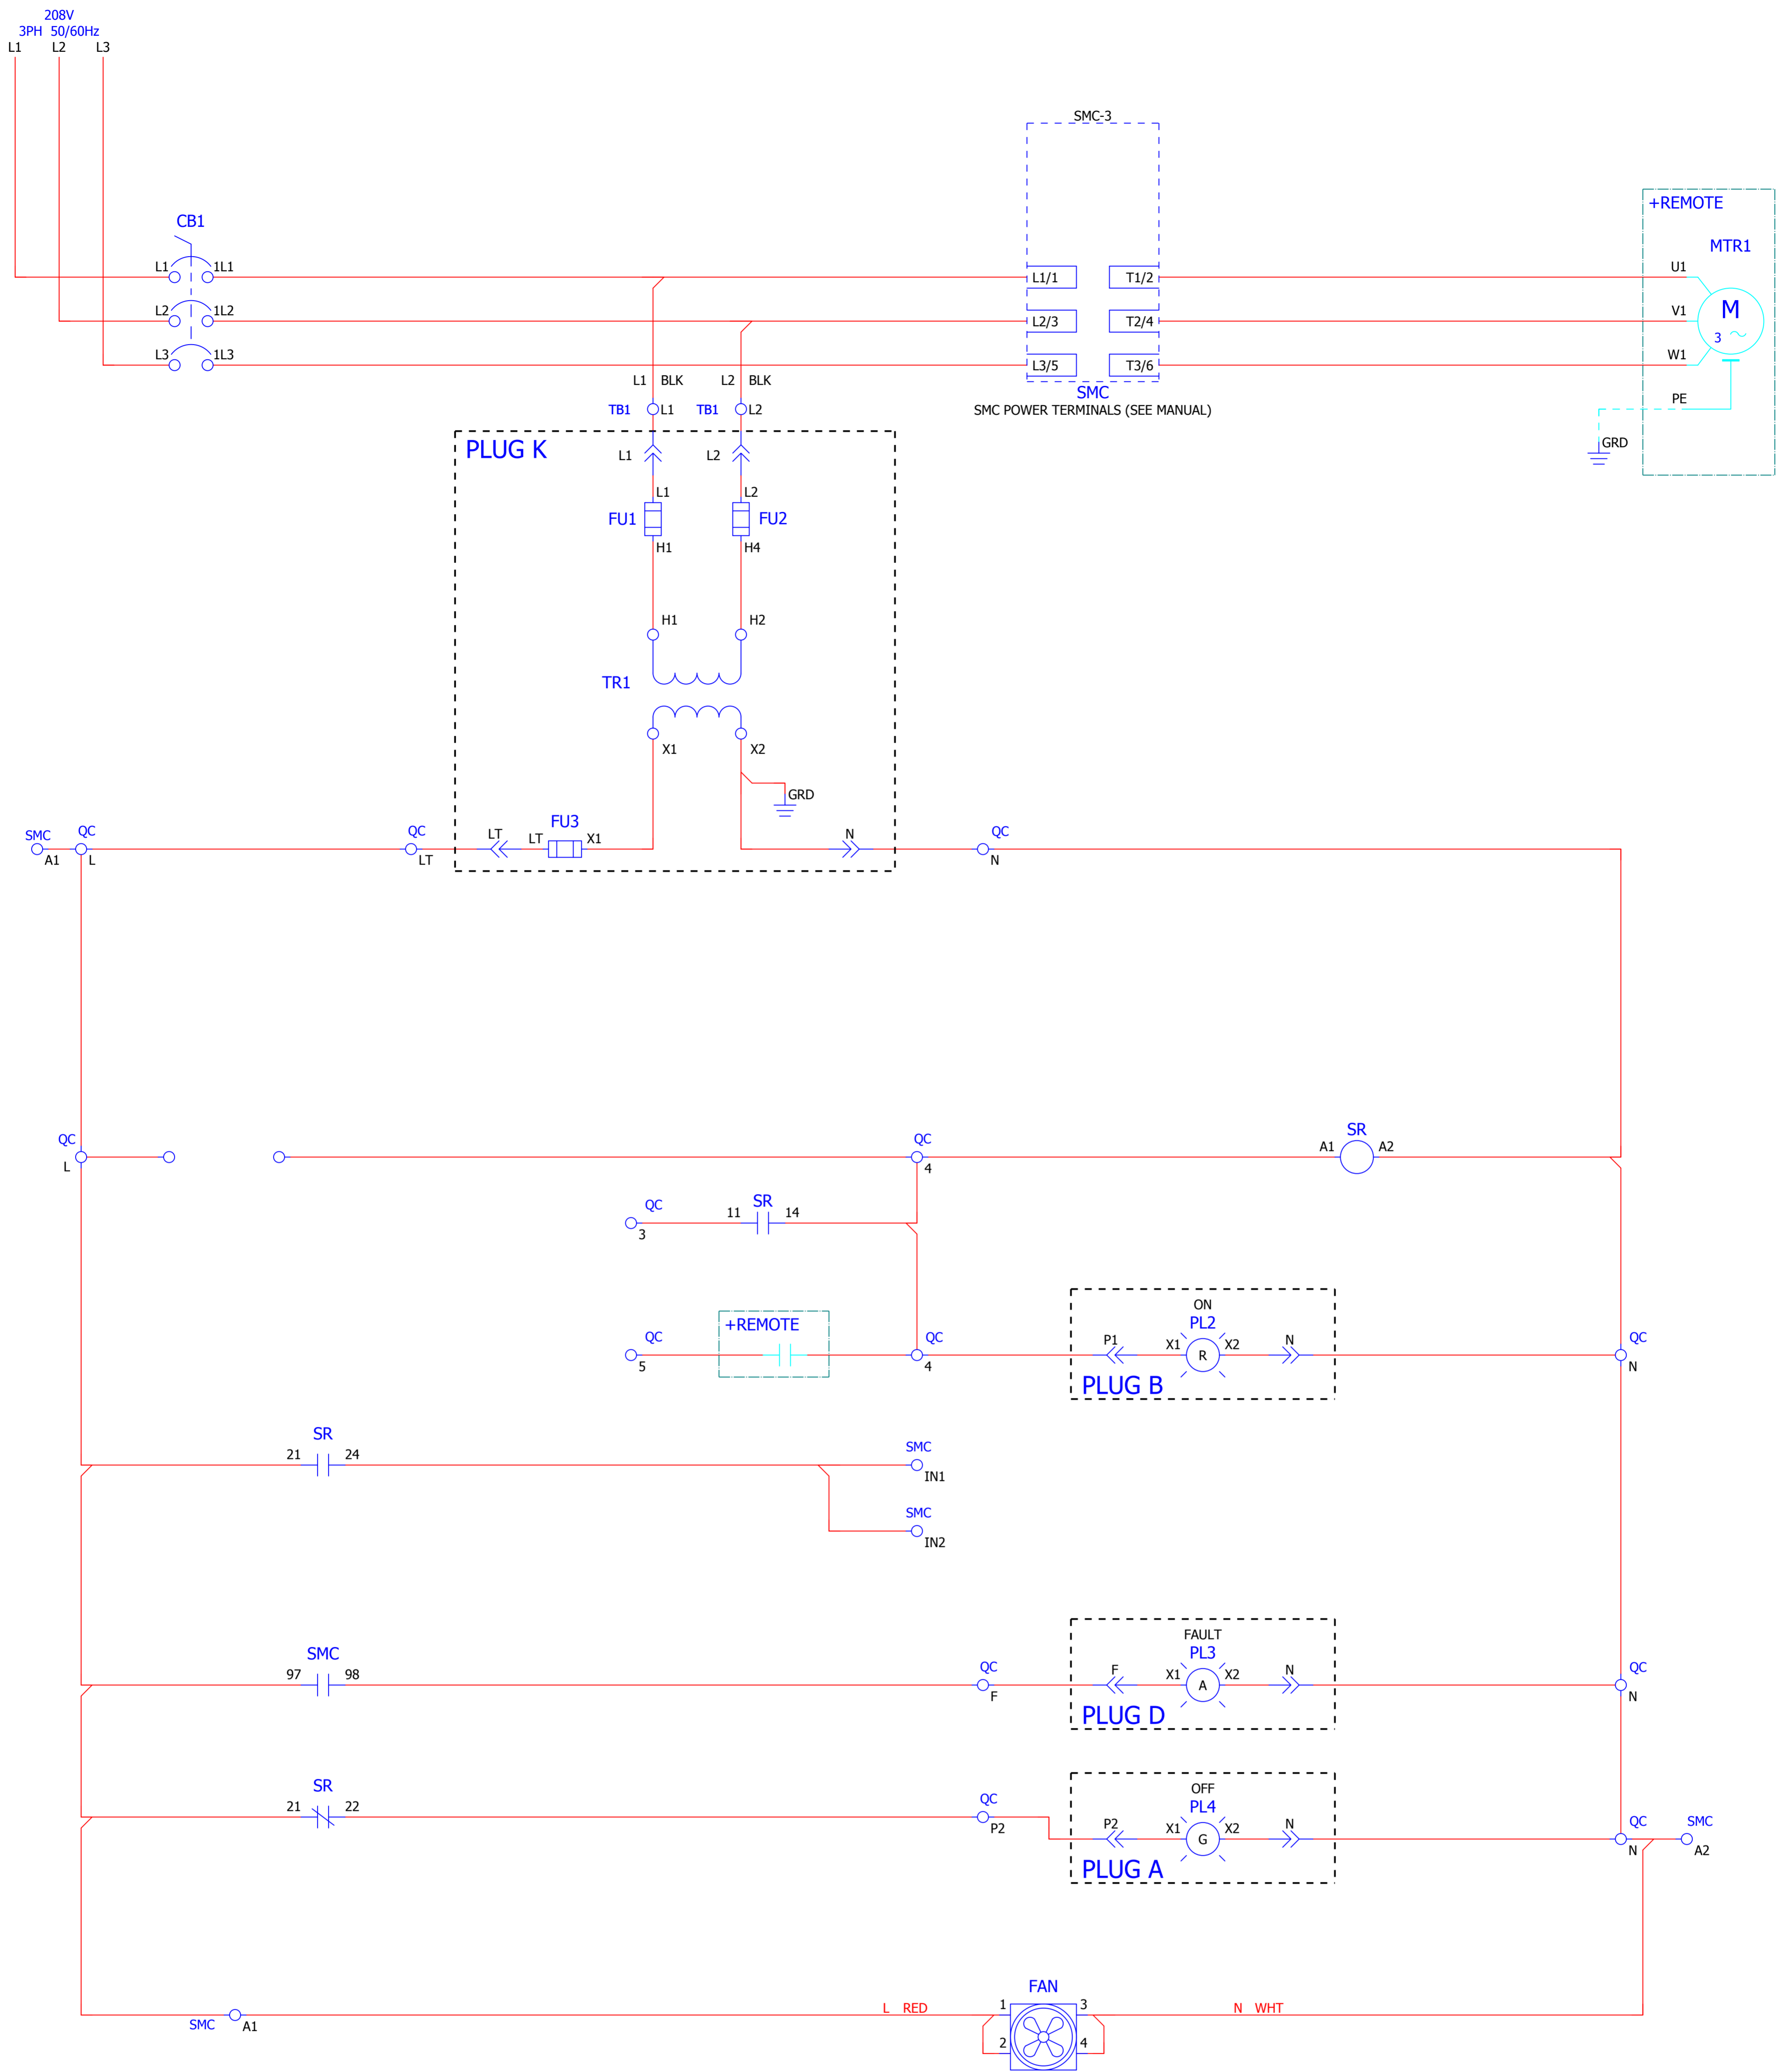 208V
3PH 50/60Hz
L1 L2 L3
SMC-3
+REMOTE
CB1
MTR1
L1 1L1 L1/1 T1/2 U1
L2 1L2 L2/3 T2/4 V1
M
3
L3 1L3 L3/5 T3/6 W1
L1 BLK L2 BLK
SMC
SMC POWER TERMINALS (SEE MANUAL)
PE
TB1 L1 TB1 L2
GRD
PLUG K
L1 L2
L1 L2
FU1 FU2
H1 H4
H1 H2
TR1
X1 X2
GRD
FU3
SMC QC QC LT LT X1 N QC
A1 L LT N
QC QC SR
A1 A2
L 4
QC SR
11 14
3
ON
+REMOTE PL2
QC QC P1 X1 X2 N QC
R
5 4 N
PLUG B
SR SMC
21 24
IN1
SMC
IN2
FAULT
SMC PL3
97 98 QC F X1 X2 N QC
A
F N
PLUG D
SR OFF
21 22 QC PL4
P2 P2 X1 X2 N QC SMC
G
N A2
PLUG A
FAN
L RED 1 3 N WHT
SMC A1
2 4